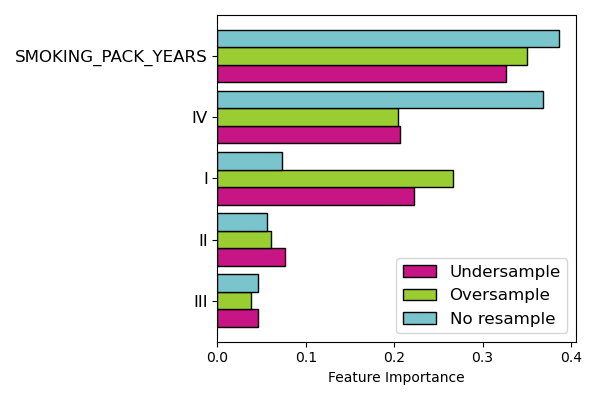 SMOKING_PACK_YEARS
IV
I
II
III
Undersample
Oversample
No resample
0.0 0.1 0.2 0.3 0.4
Feature Importance